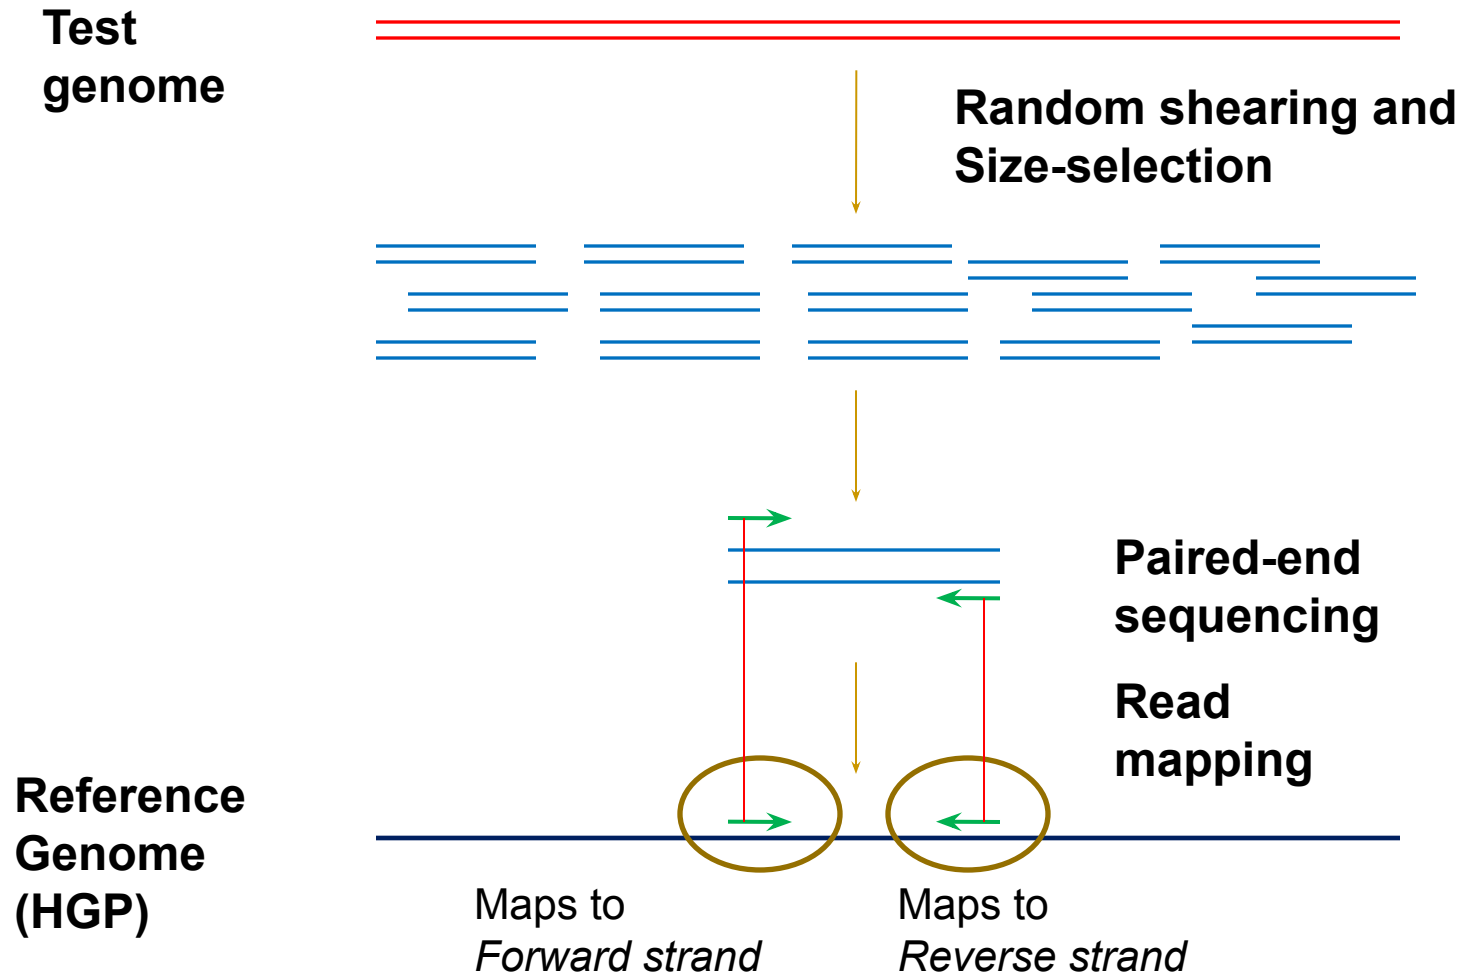 Test
genome
Random shearing and
Size-selection
Paired-end
sequencing
Read
mapping
Reference
Genome
(HGP)
Maps to
Forward strand
Maps to
Reverse strand